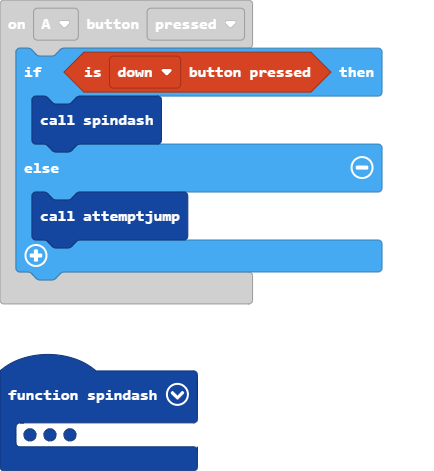 on A button pressed
if is down button pressed then
call spindash
else
call attemptjump
function spindash